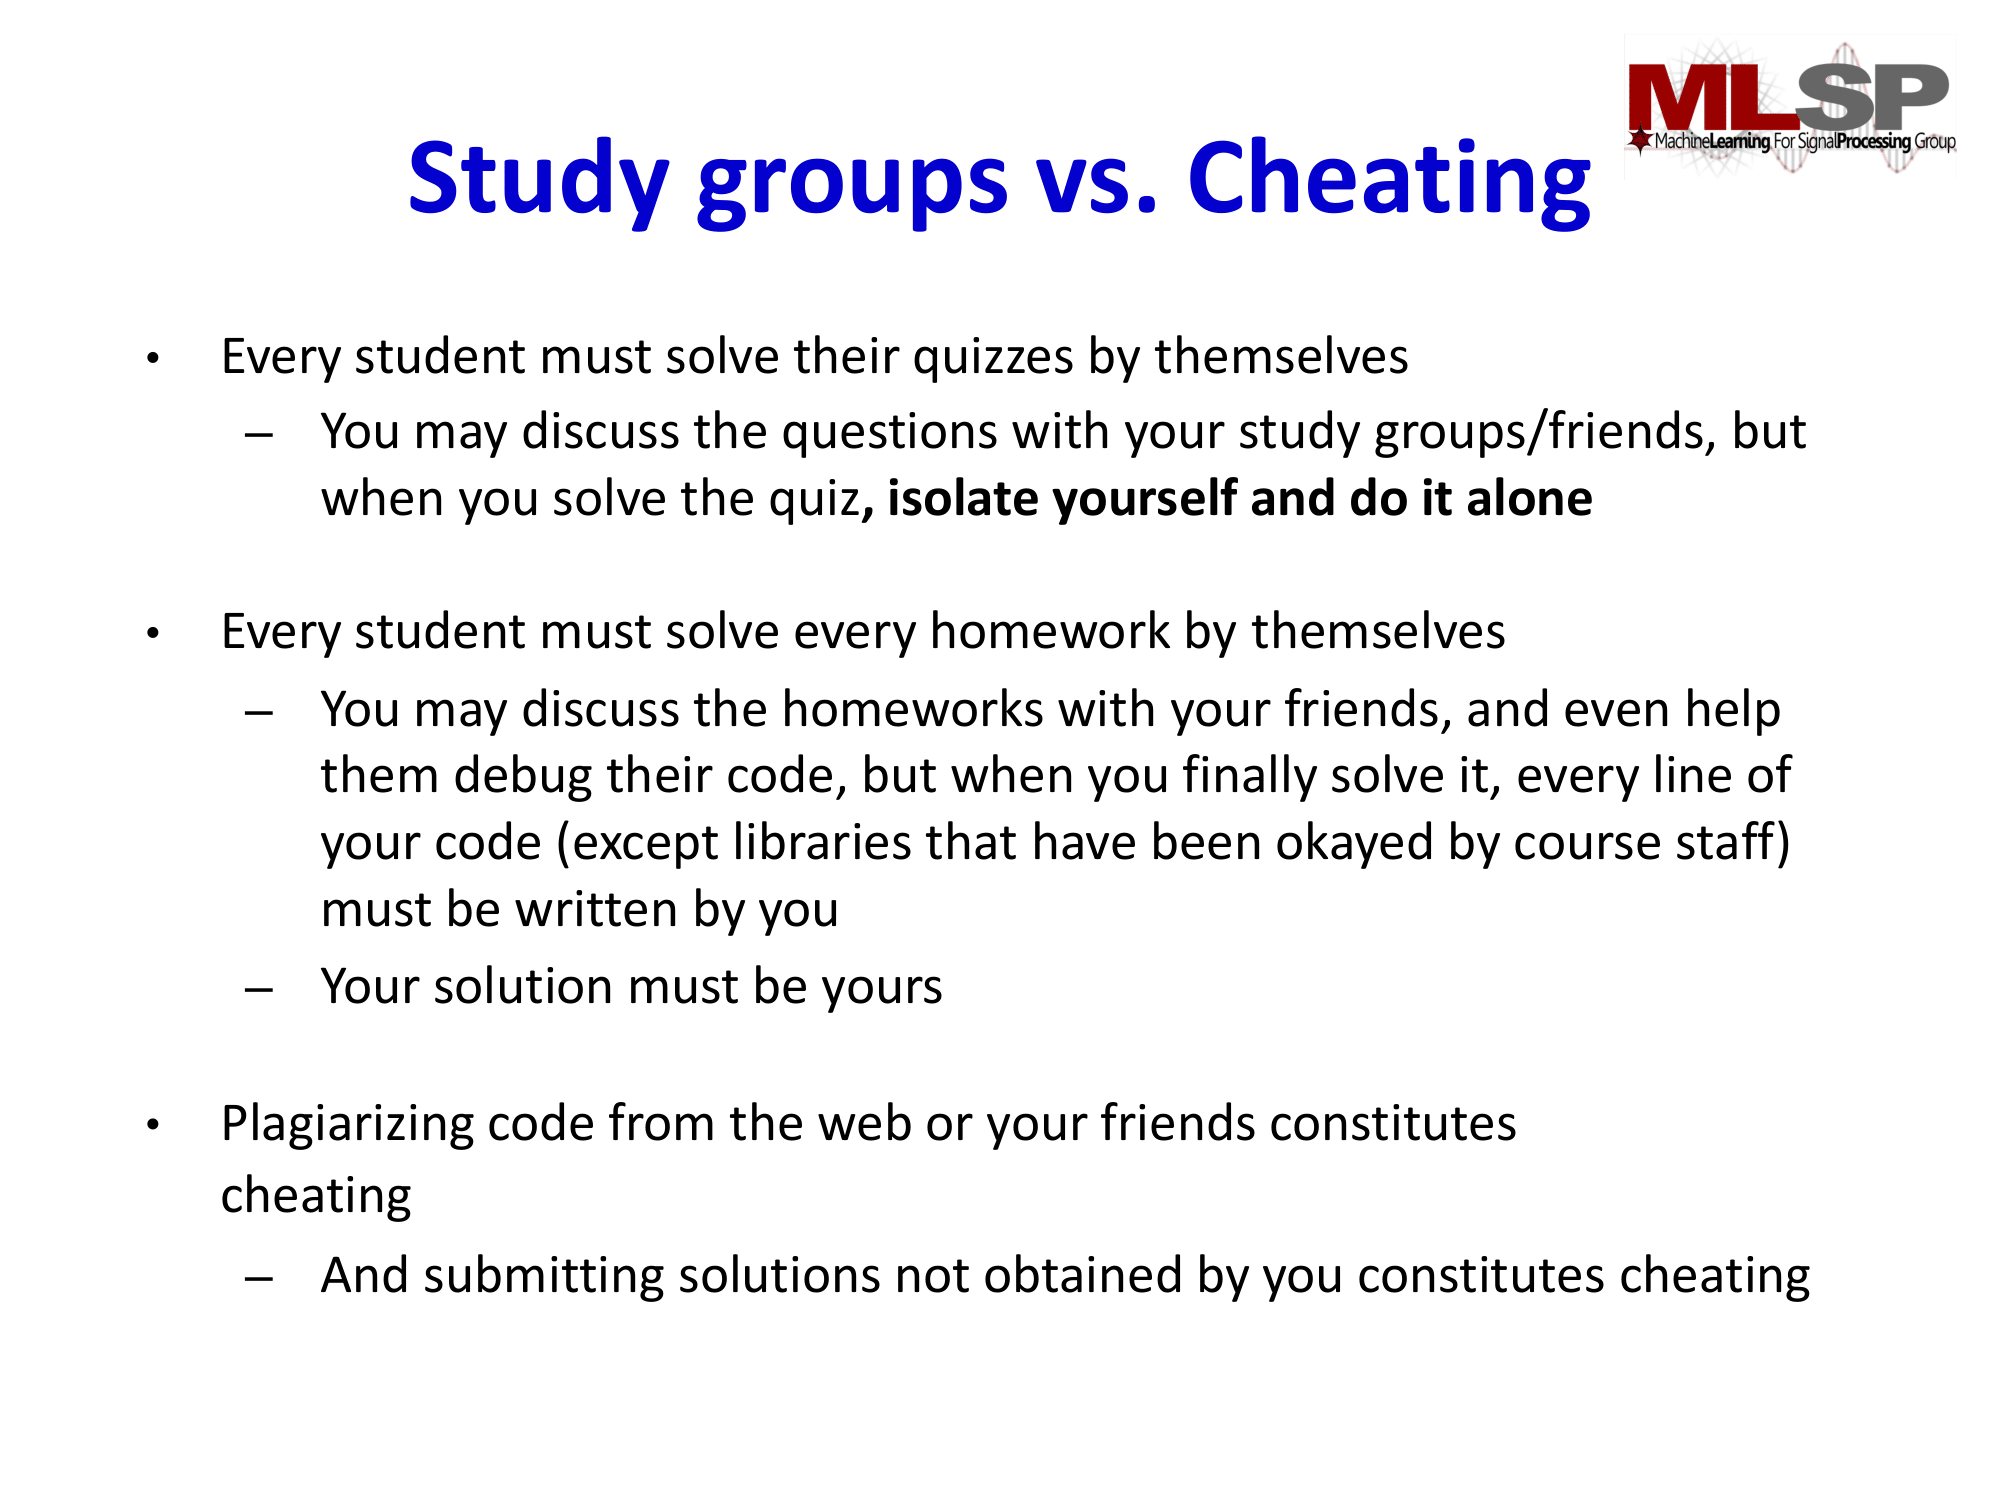 MLSP
MachineLearning For SignalProcessing Group
Study groups vs. Cheating
• Every student must solve their quizzes by themselves
– You may discuss the questions with your study groups/friends, but
when you solve the quiz, isolate yourself and do it alone
• Every student must solve every homework by themselves
– You may discuss the homeworks with your friends, and even help
them debug their code, but when you finally solve it, every line of
your code (except libraries that have been okayed by course staff)
must be written by you
– Your solution must be yours
• Plagiarizing code from the web or your friends constitutes
cheating
– And submitting solutions not obtained by you constitutes cheating